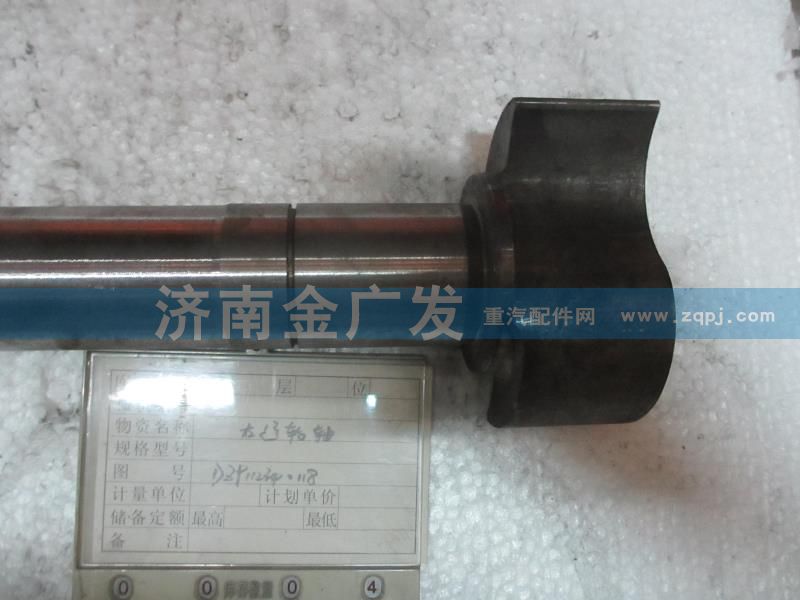 济南金广发 重汽配件网 www.zqpj.com
层 位
物资名称 右凸轮轴
规格型号
图 号
计量单位 计划单价
储备定额 最高 最低
备 注
0 0 0 4